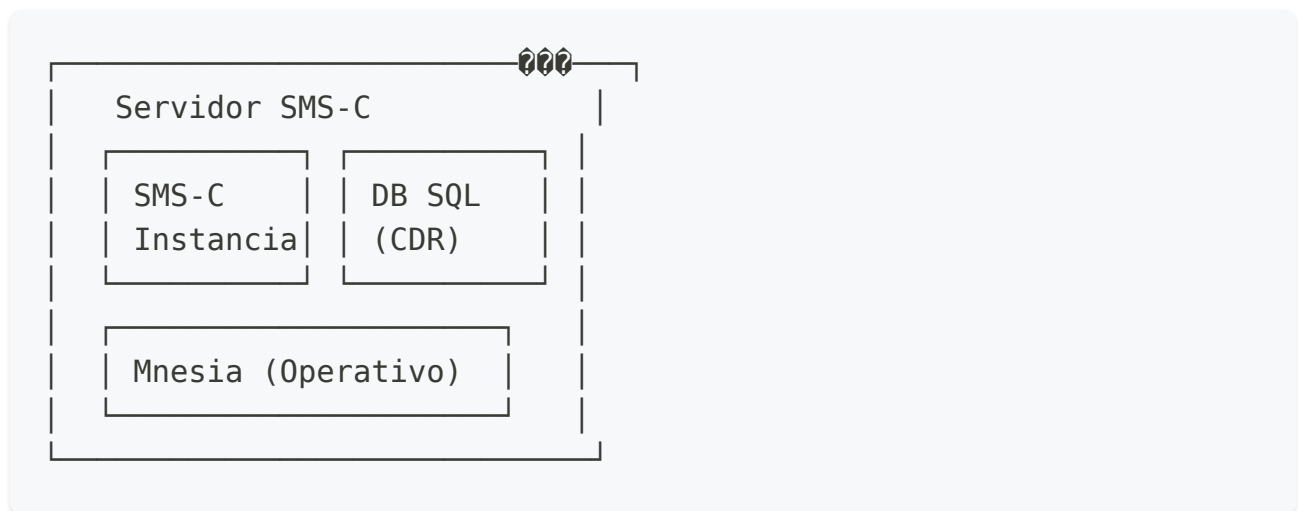 ���
Servidor SMS-C
SMS-C DB SQL
Instancia (CDR)
Mnesia (Operativo)